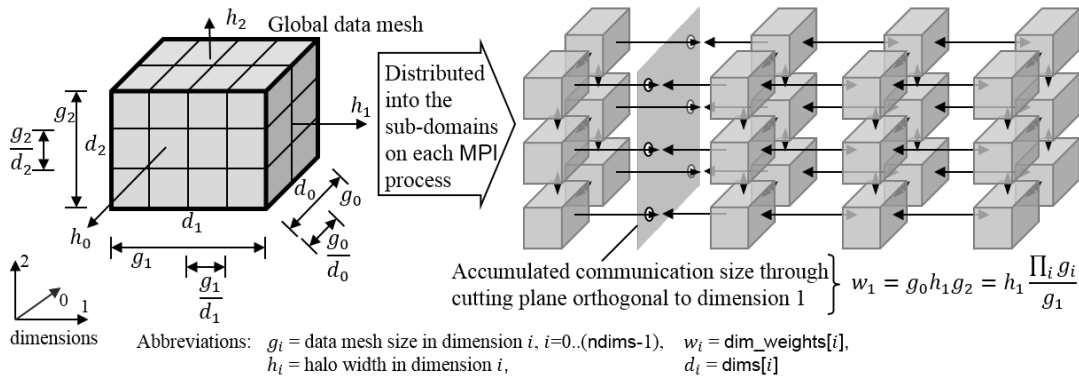 h₂
Global data mesh
h₁
g₂
d₂
g₂/d₂
h₀
d₁
d₀
g₀
g₀/d₀
g₁
g₁/d₁
Distributed
into the
sub-domains
on each MPI
process
2
0
1
dimensions
Accumulated communication size through
cutting plane orthogonal to dimension 1
w₁ = g₀h₁g₂ = h₁ ∏ᵢ gᵢ / g₁
Abbreviations: gᵢ = data mesh size in dimension i, i=0..(ndims-1), wᵢ = dim_weights[i],
hᵢ = halo width in dimension i, dᵢ = dims[i]